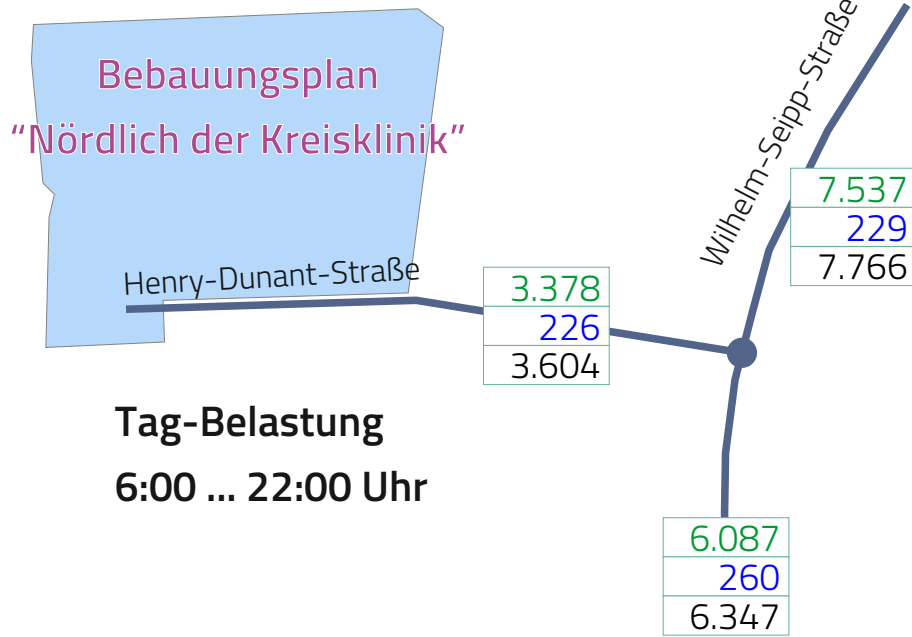 Bebauungsplan
“Nördlich der Kreisklinik”
Wilhelm-Seipp-Straße
7.537
229
7.766
Henry-Dunant-Straße
3.378
226
3.604
Tag-Belastung
6:00 ... 22:00 Uhr
6.087
260
6.347